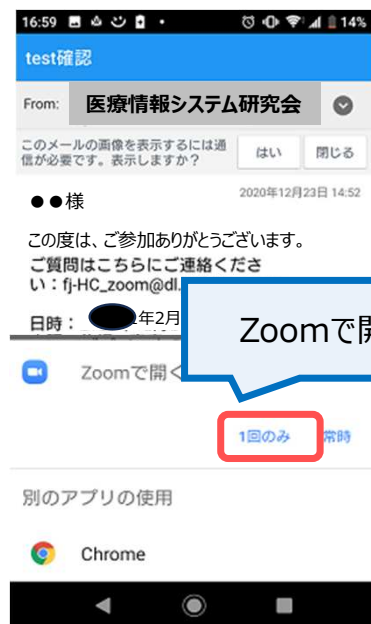 16:59 14%
test確認
From: 医療情報システム研究会
このメールの画像を表示するには通
信が必要です。表示しますか？
はい 閉じる
2020年12月23日 14:52
●●様
この度は、ご参加ありがとうございます。
ご質問はこちらにご連絡くださ
い：fj-HC_zoom@dl.
日時： 年2月
Zoomで開
Zoomで開く
1回のみ 常時
別のアプリの使用
Chrome